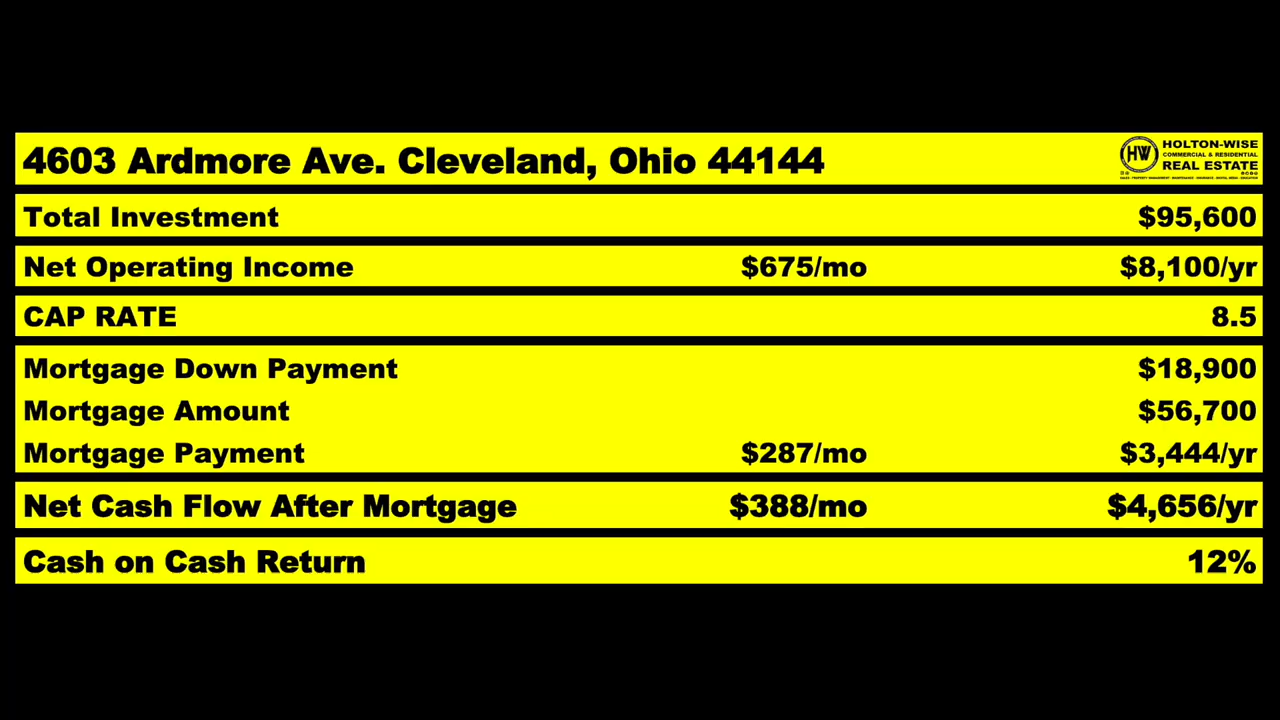 4603 Ardmore Ave. Cleveland, Ohio 44144
HW
HOLTON-WISE
COMMERCIAL & RESIDENTIAL
REAL ESTATE
Total Investment $95,600
Net Operating Income $675/mo $8,100/yr
CAP RATE 8.5
Mortgage Down Payment $18,900
Mortgage Amount $56,700
Mortgage Payment $287/mo $3,444/yr
Net Cash Flow After Mortgage $388/mo $4,656/yr
Cash on Cash Return 12%